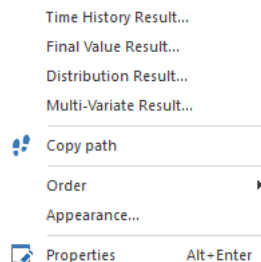 Time History Result...
Final Value Result...
Distribution Result...
Multi-Variate Result...
Copy path
Order
Appearance...
Properties Alt+Enter